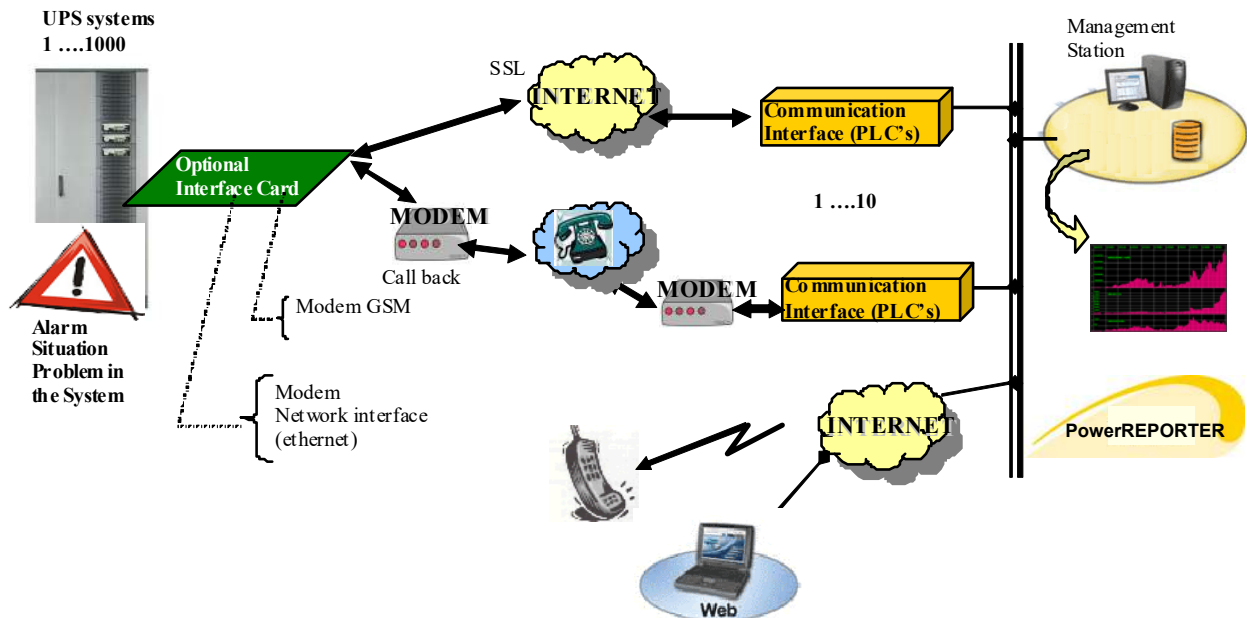 UPS systems
1 ….1000
SSL
INTERNET
Communication
Interface (PLC's)
Management
Station
Optional
Interface Card
MODEM
Call back
1 ….10
MODEM
Communication
Interface (PLC's)
Modem GSM
Alarm
Situation
Problem in
the System
Modem
Network interface
(ethernet)
INTERNET
PowerREPORTER
Web